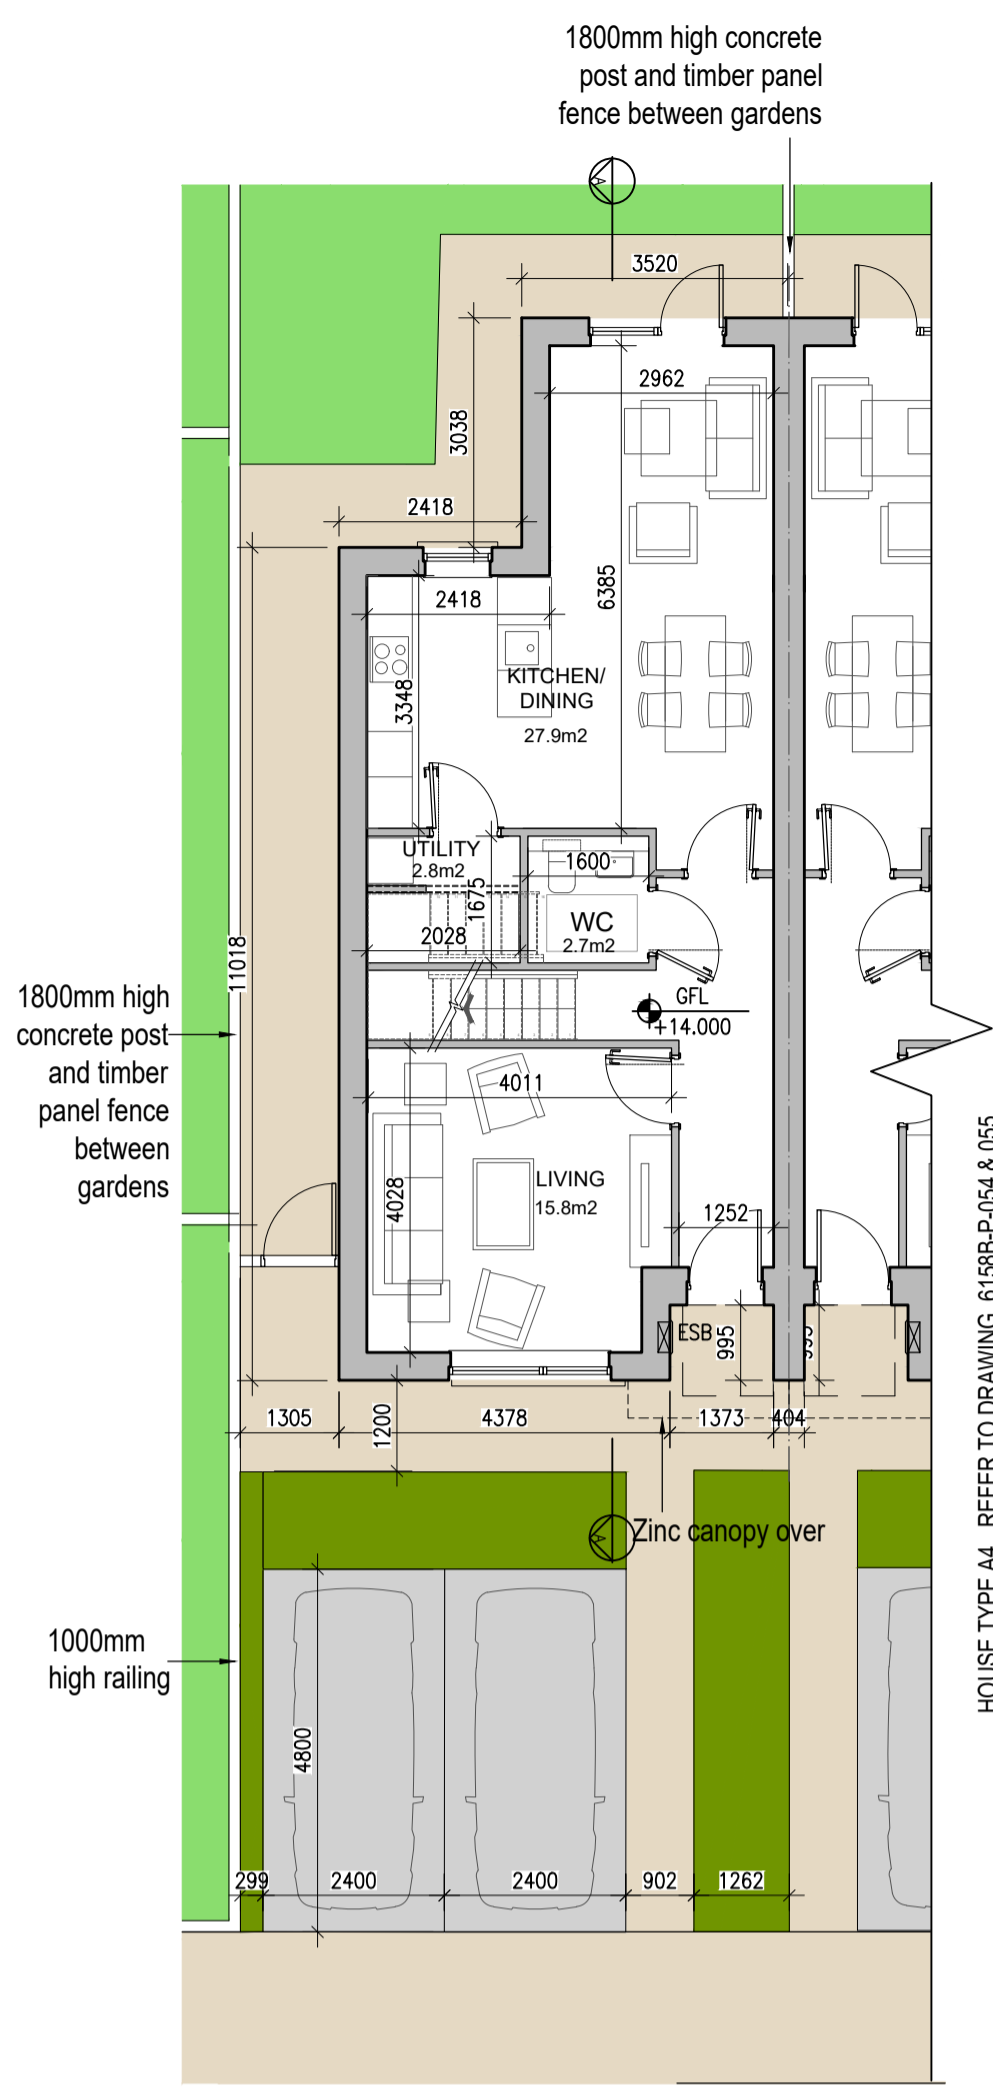 1800mm high concrete
post and timber panel
fence between gardens
A
3520
2962
3038
2418
6385
2418
KITCHEN/
DINING
27.9m2
3348
UTILITY
2.8m2
1600
1675
WC
2.7m2
2028
11018
GFL
+14.000
1800mm high
concrete post
and timber
panel fence
between
gardens
4011
LIVING
15.8m2
4028
1252
ESB
995
995
1305
4378
1373
404
1200
Zinc canopy over
A
1000mm
high railing
4800
299
2400
2400
902
1262
HOUSE TYPE A4 REFER TO DRAWING 6158B-P-054 & 055